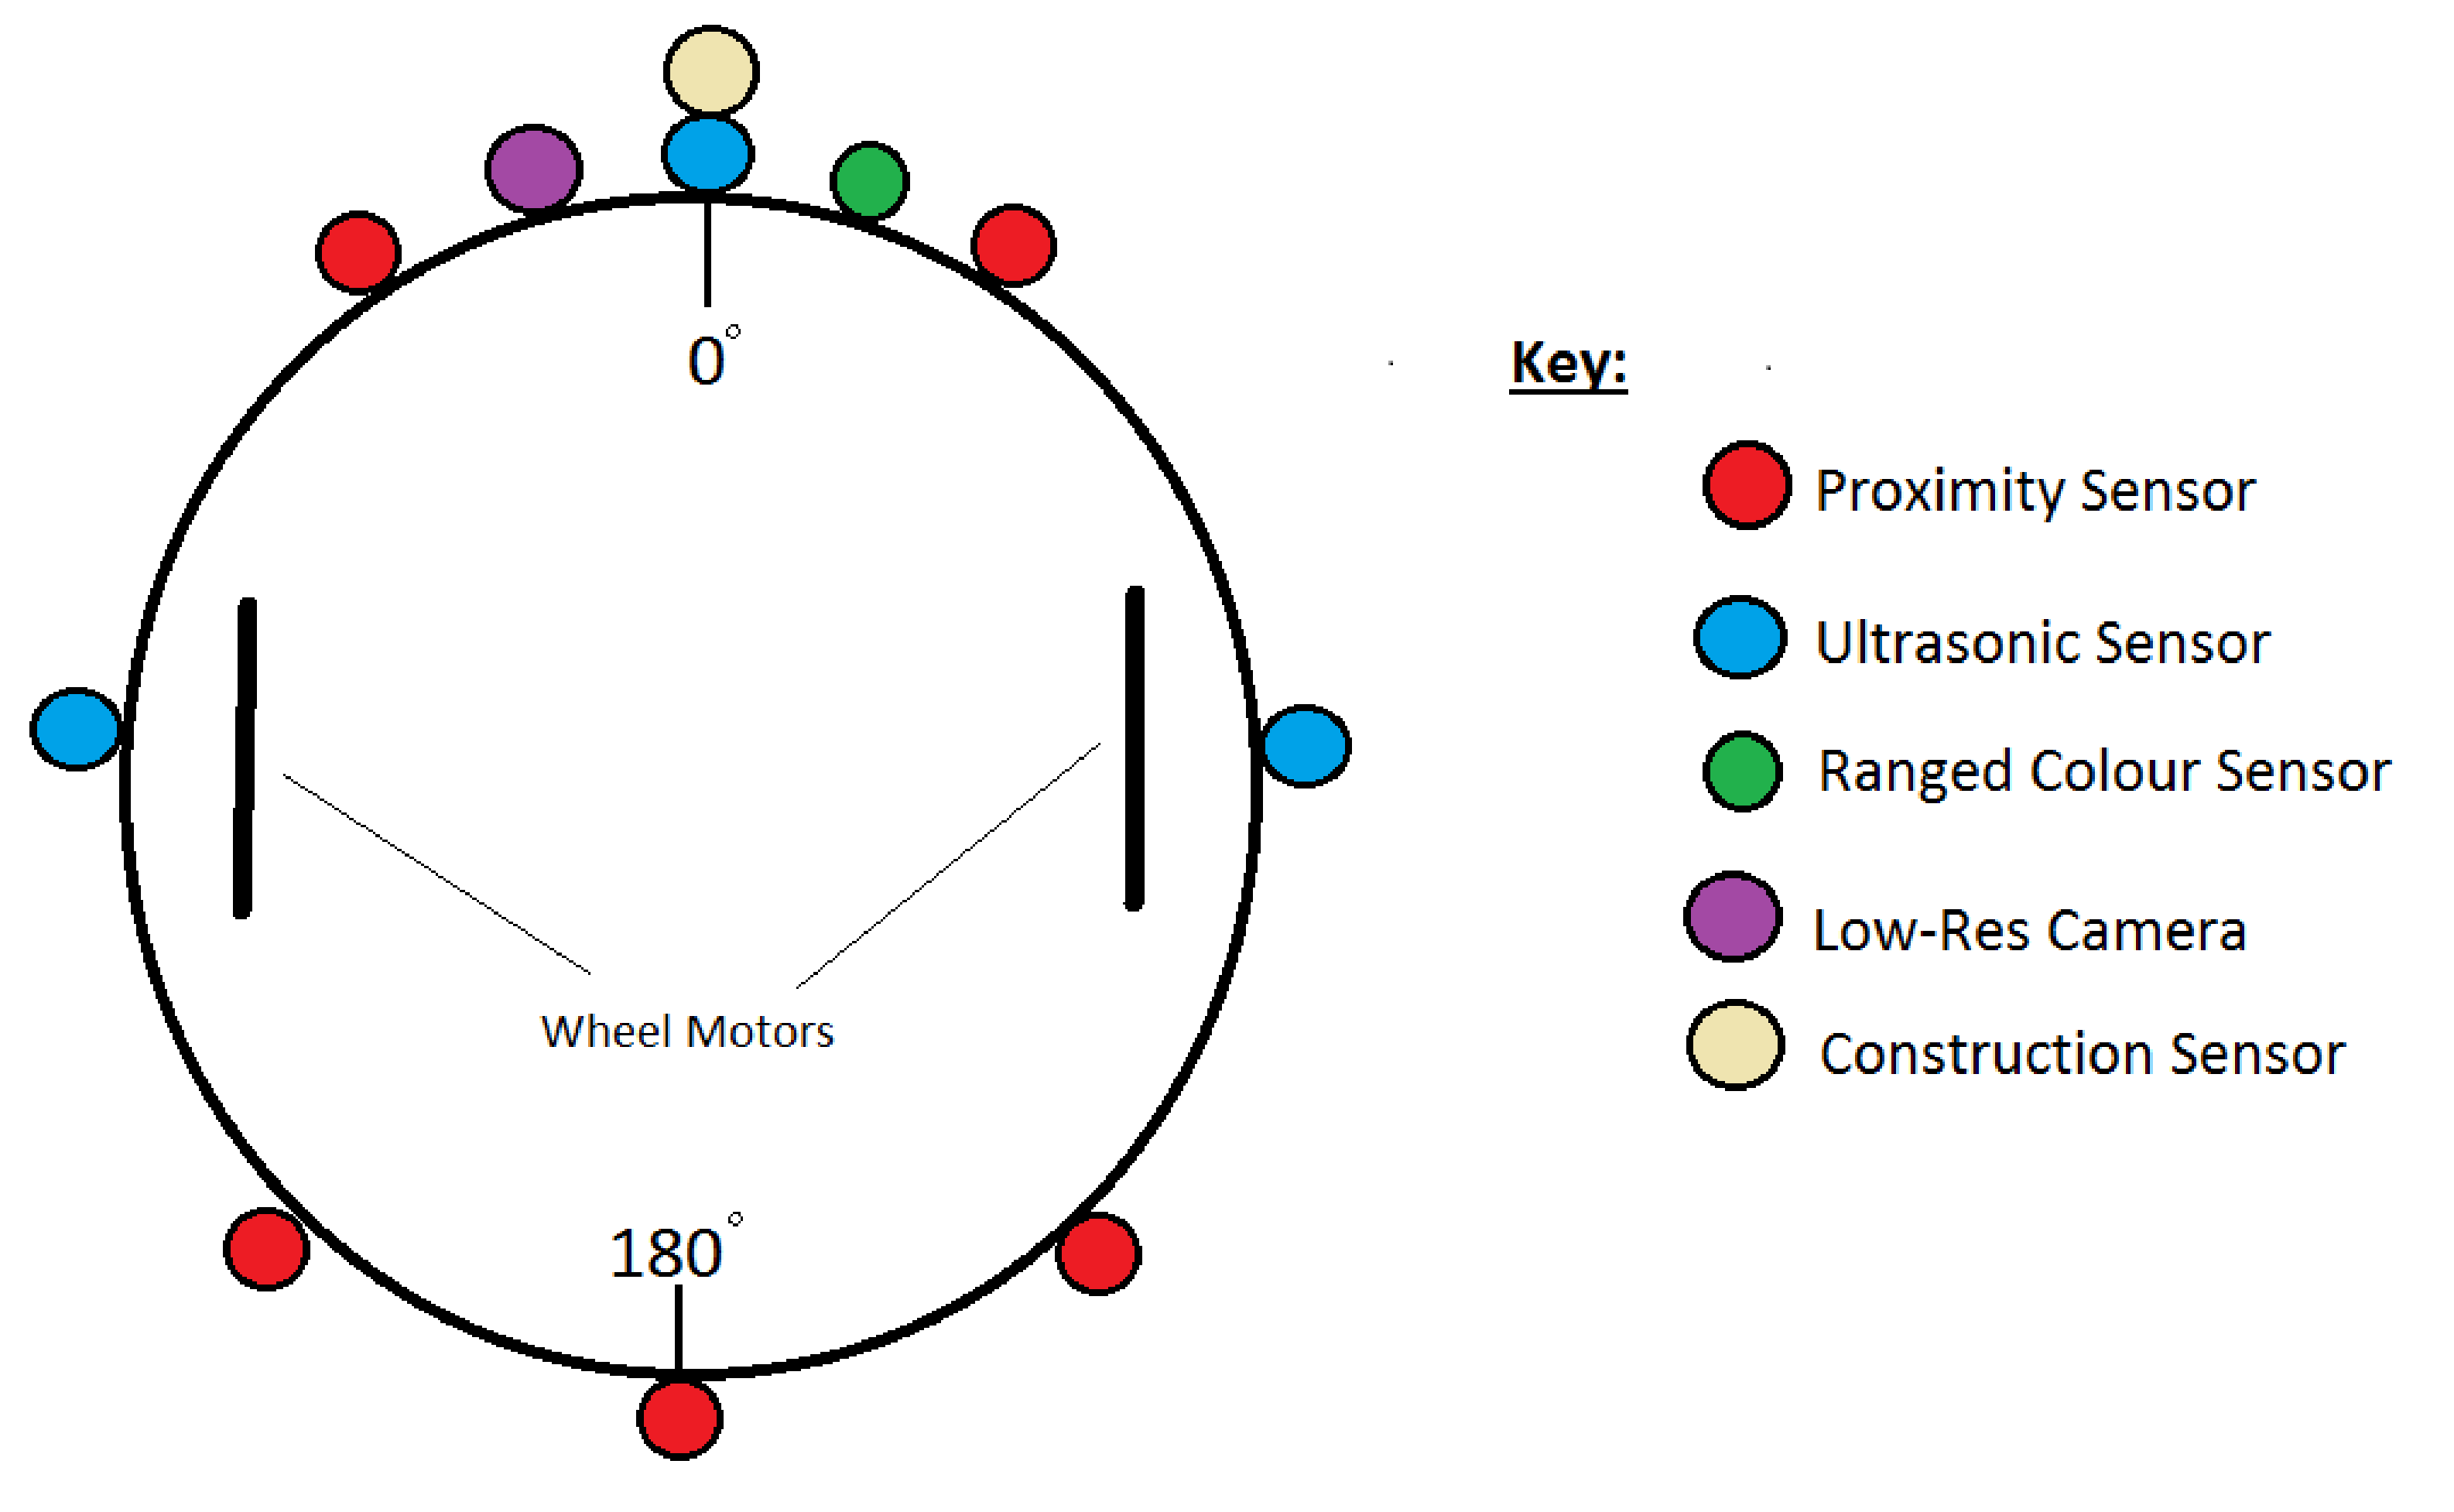 0°
Key:
Proximity Sensor
Ultrasonic Sensor
Ranged Colour Sensor
Low-Res Camera
Construction Sensor
Wheel Motors
180°